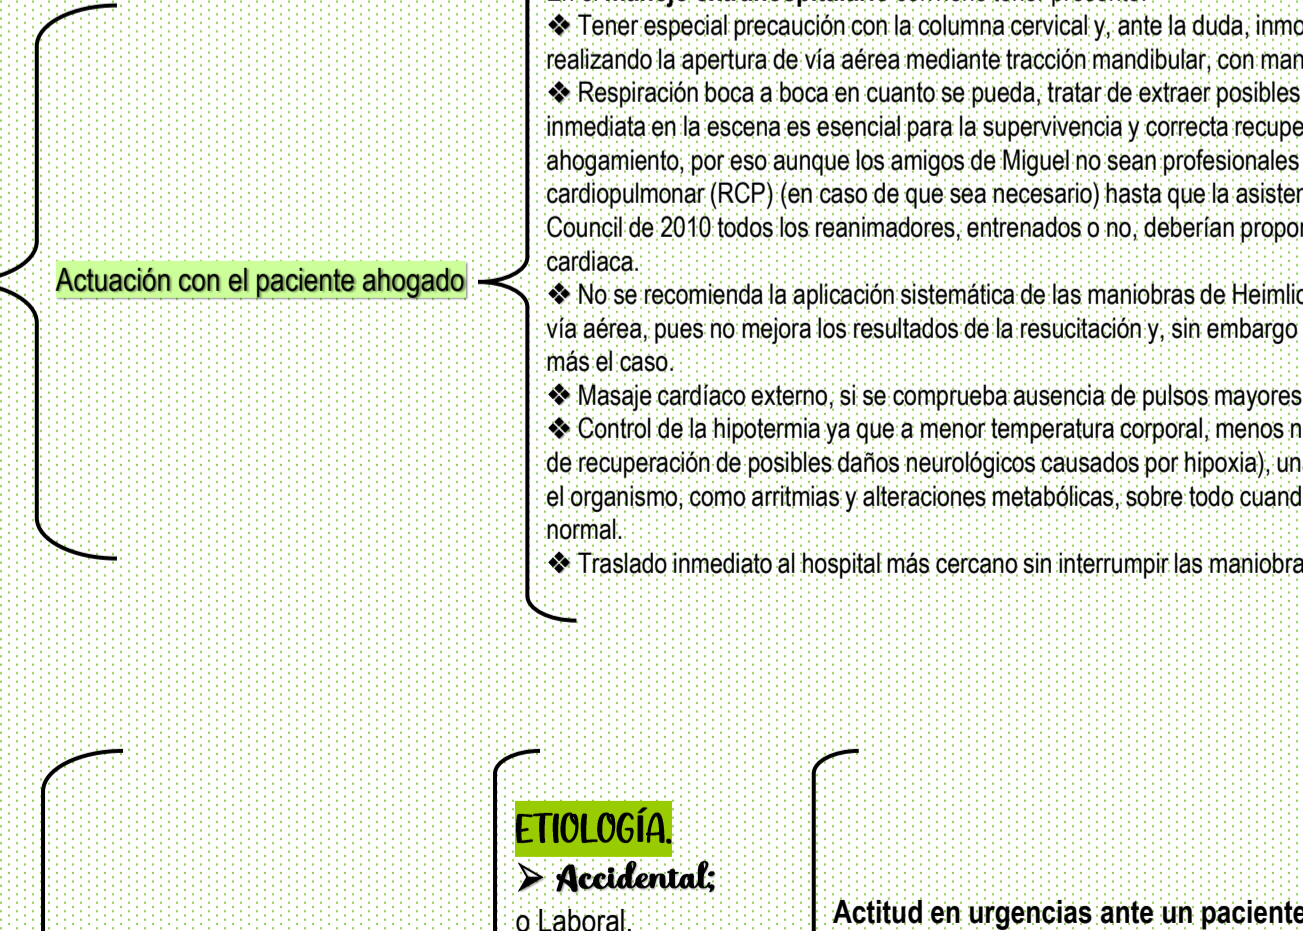 ❖ Tener especial precaución con la columna cervical y, ante la duda, inmo
realizando la apertura de vía aérea mediante tracción mandibular, con man
❖ Respiración boca a boca en cuanto se pueda, tratar de extraer posibles
inmediata en la escena es esencial para la supervivencia y correcta recupe
ahogamiento, por eso aunque los amigos de Miguel no sean profesionales
cardiopulmonar (RCP) (en caso de que sea necesario) hasta que la asisten
Council de 2010 todos los reanimadores, entrenados o no, deberían propor
cardiaca.
Actuación con el paciente ahogado
❖ No se recomienda la aplicación sistemática de las maniobras de Heimlic
vía aérea, pues no mejora los resultados de la resucitación y, sin embargo
más el caso.
❖ Masaje cardíaco externo, si se comprueba ausencia de pulsos mayores
❖ Control de la hipotermia ya que a menor temperatura corporal, menos n
de recuperación de posibles daños neurológicos causados por hipoxia), un
el organismo, como arritmias y alteraciones metabólicas, sobre todo cuand
normal.
❖ Traslado inmediato al hospital más cercano sin interrumpir las maniobra
ETIOLOGÍA.
➢ Accidental;
o Laboral.
Actitud en urgencias ante un paciente